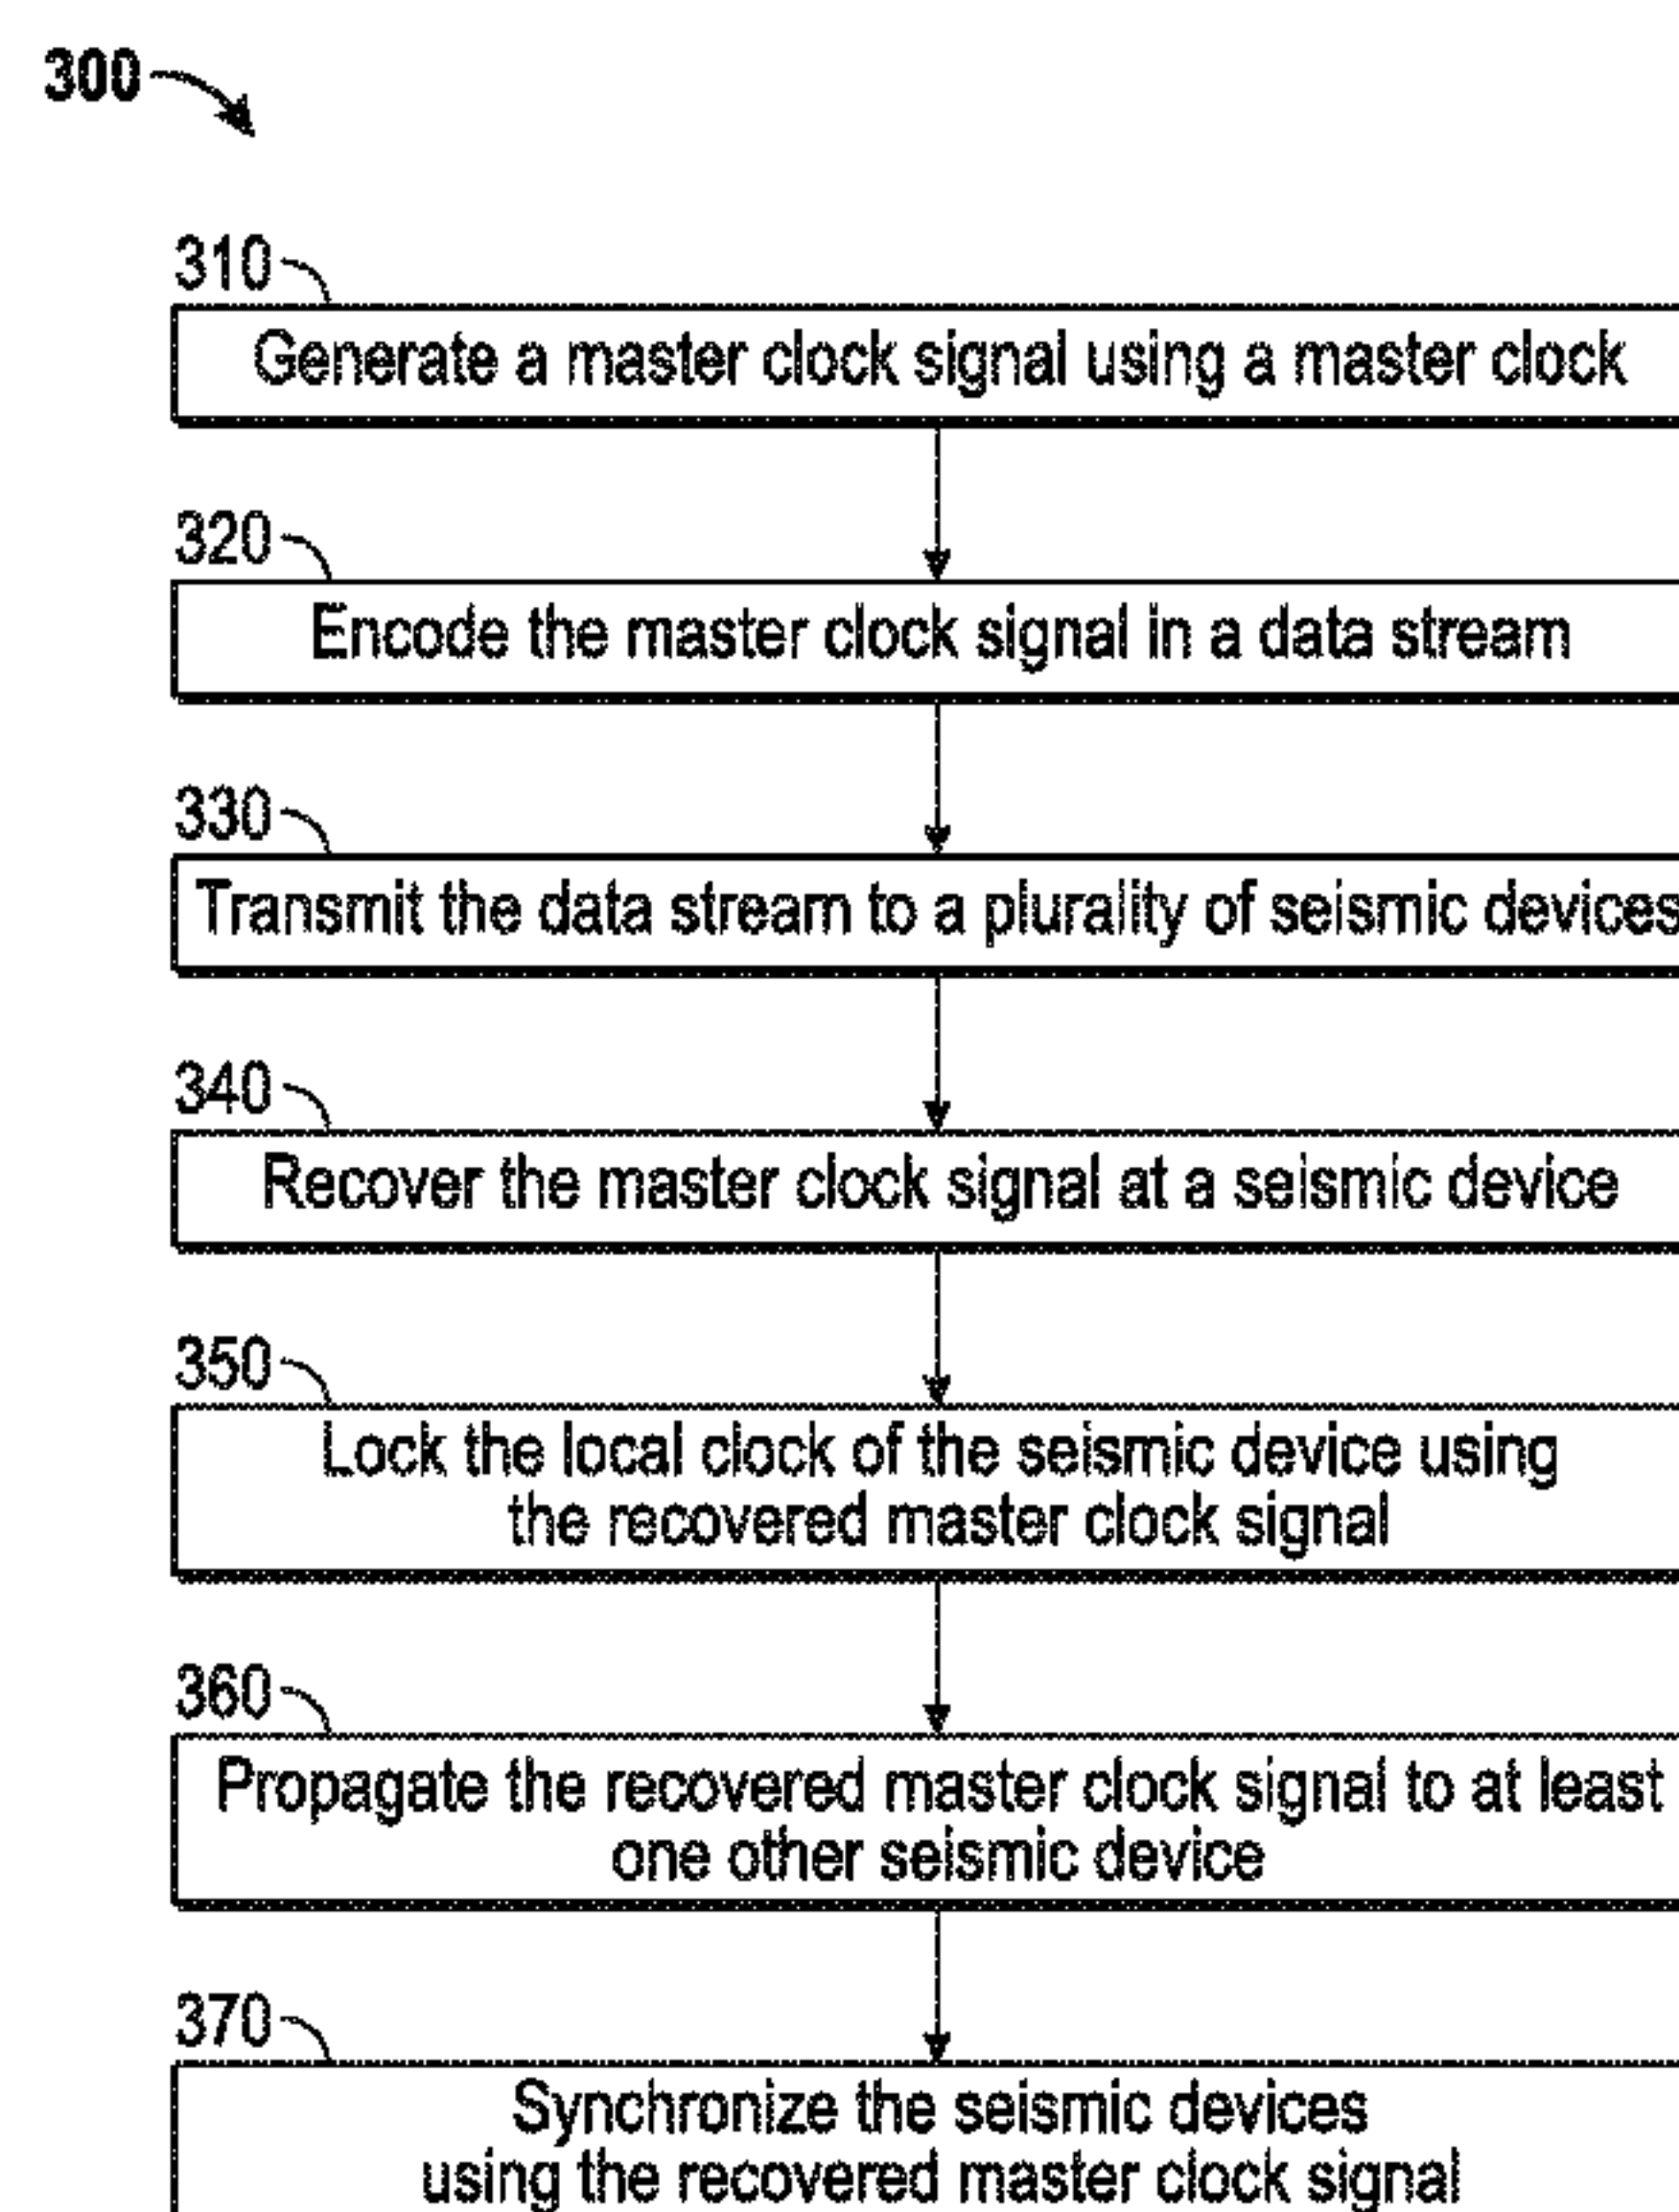 300
310
Generate a master clock signal using a master clock
320
Encode the master clock signal in a data stream
330
Transmit the data stream to a plurality of seismic devices
340
Recover the master clock signal at a seismic device
350
Lock the local clock of the seismic device using
the recovered master clock signal
360
Propagate the recovered master clock signal to at least
one other seismic device
370
Synchronize the seismic devices
using the recovered master clock signal